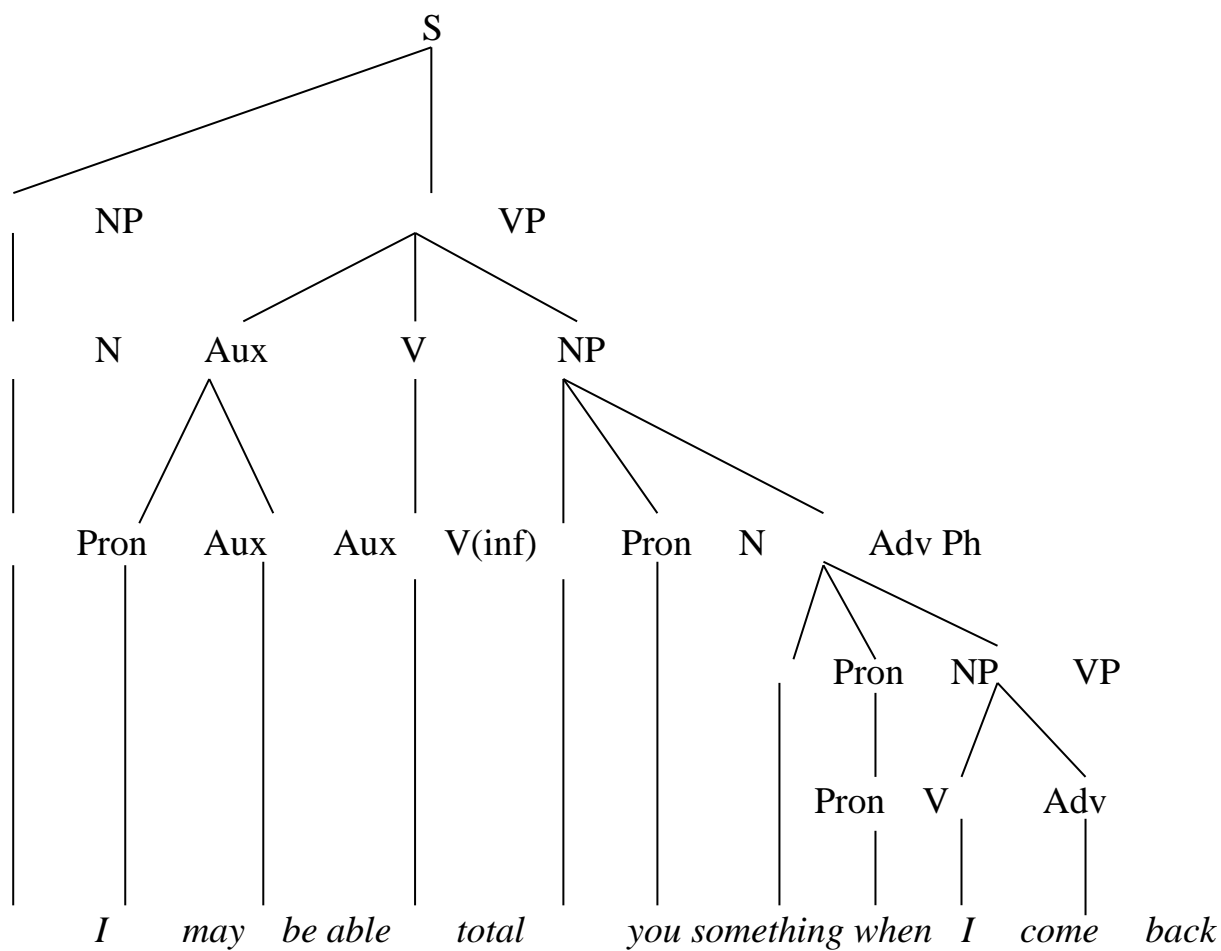 S
NP VP
N Aux V NP
Pron Aux Aux V(inf) Pron N Adv Ph
Pron NP VP
Pron V Adv
I may be able total you something when I come back